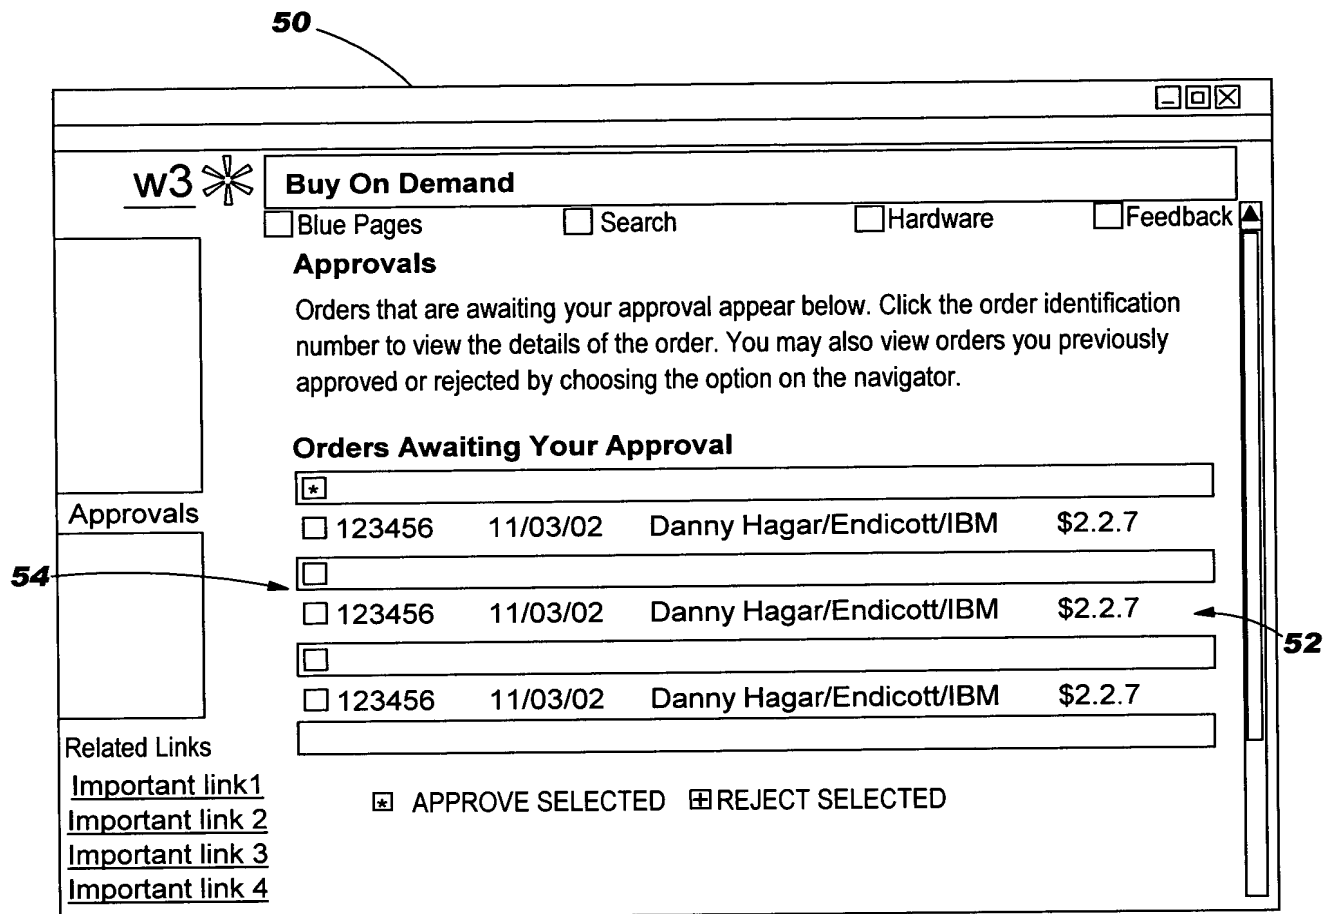 50
w3
Buy On Demand
Blue Pages Search Hardware Feedback
Approvals
Orders that are awaiting your approval appear below. Click the order identification
number to view the details of the order. You may also view orders you previously
approved or rejected by choosing the option on the navigator.
Orders Awaiting Your Approval
*
Approvals
123456 11/03/02 Danny Hagar/Endicott/IBM $2.2.7
54
123456 11/03/02 Danny Hagar/Endicott/IBM $2.2.7
52
123456 11/03/02 Danny Hagar/Endicott/IBM $2.2.7
Related Links
Important link1
Important link 2
Important link 3
Important link 4
* APPROVE SELECTED + REJECT SELECTED